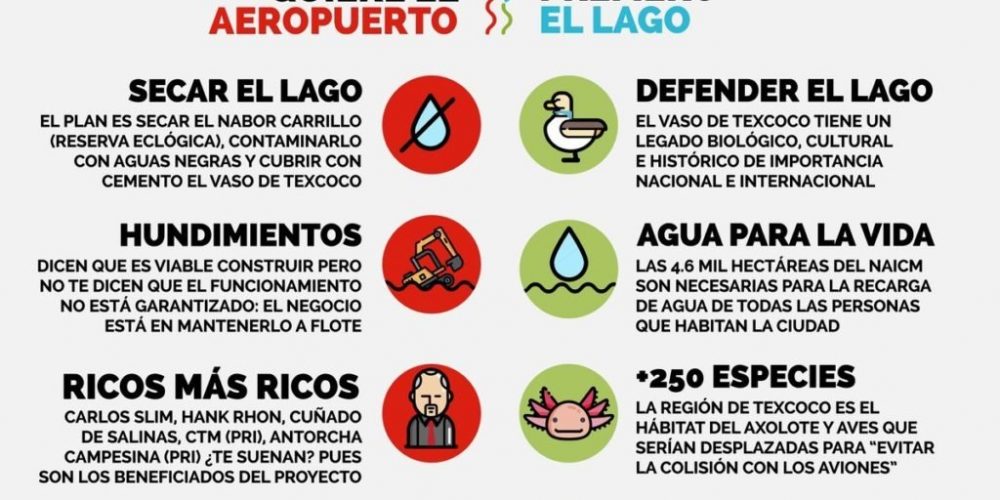 AEROPUERTO
EL LAGO
SECAR EL LAGO
EL PLAN ES SECAR EL NABOR CARRILLO
(RESERVA ECLÓGICA), CONTAMINARLO
CON AGUAS NEGRAS Y CUBRIR CON
CEMENTO EL VASO DE TEXCOCO
DEFENDER EL LAGO
EL VASO DE TEXCOCO TIENE UN
LEGADO BIOLÓGICO, CULTURAL
E HISTÓRICO DE IMPORTANCIA
NACIONAL E INTERNACIONAL
HUNDIMIENTOS
DICEN QUE ES VIABLE CONSTRUIR PERO
NO TE DICEN QUE EL FUNCIONAMIENTO
NO ESTÁ GARANTIZADO: EL NEGOCIO
ESTÁ EN MANTENERLO A FLOTE
AGUA PARA LA VIDA
LAS 4.6 MIL HECTÁREAS DEL NAICM
SON NECESARIAS PARA LA RECARGA
DE AGUA DE TODAS LAS PERSONAS
QUE HABITAN LA CIUDAD
RICOS MÁS RICOS
CARLOS SLIM, HANK RHON, CUÑADO
DE SALINAS, CTM (PRI), ANTORCHA
CAMPESINA (PRI) ¿TE SUENAN? PUES
SON LOS BENEFICIADOS DEL PROYECTO
+250 ESPECIES
LA REGIÓN DE TEXCOCO ES EL
HÁBITAT DEL AXOLOTE Y AVES QUE
SERÍAN DESPLAZADAS PARA “EVITAR
LA COLISIÓN CON LOS AVIONES”